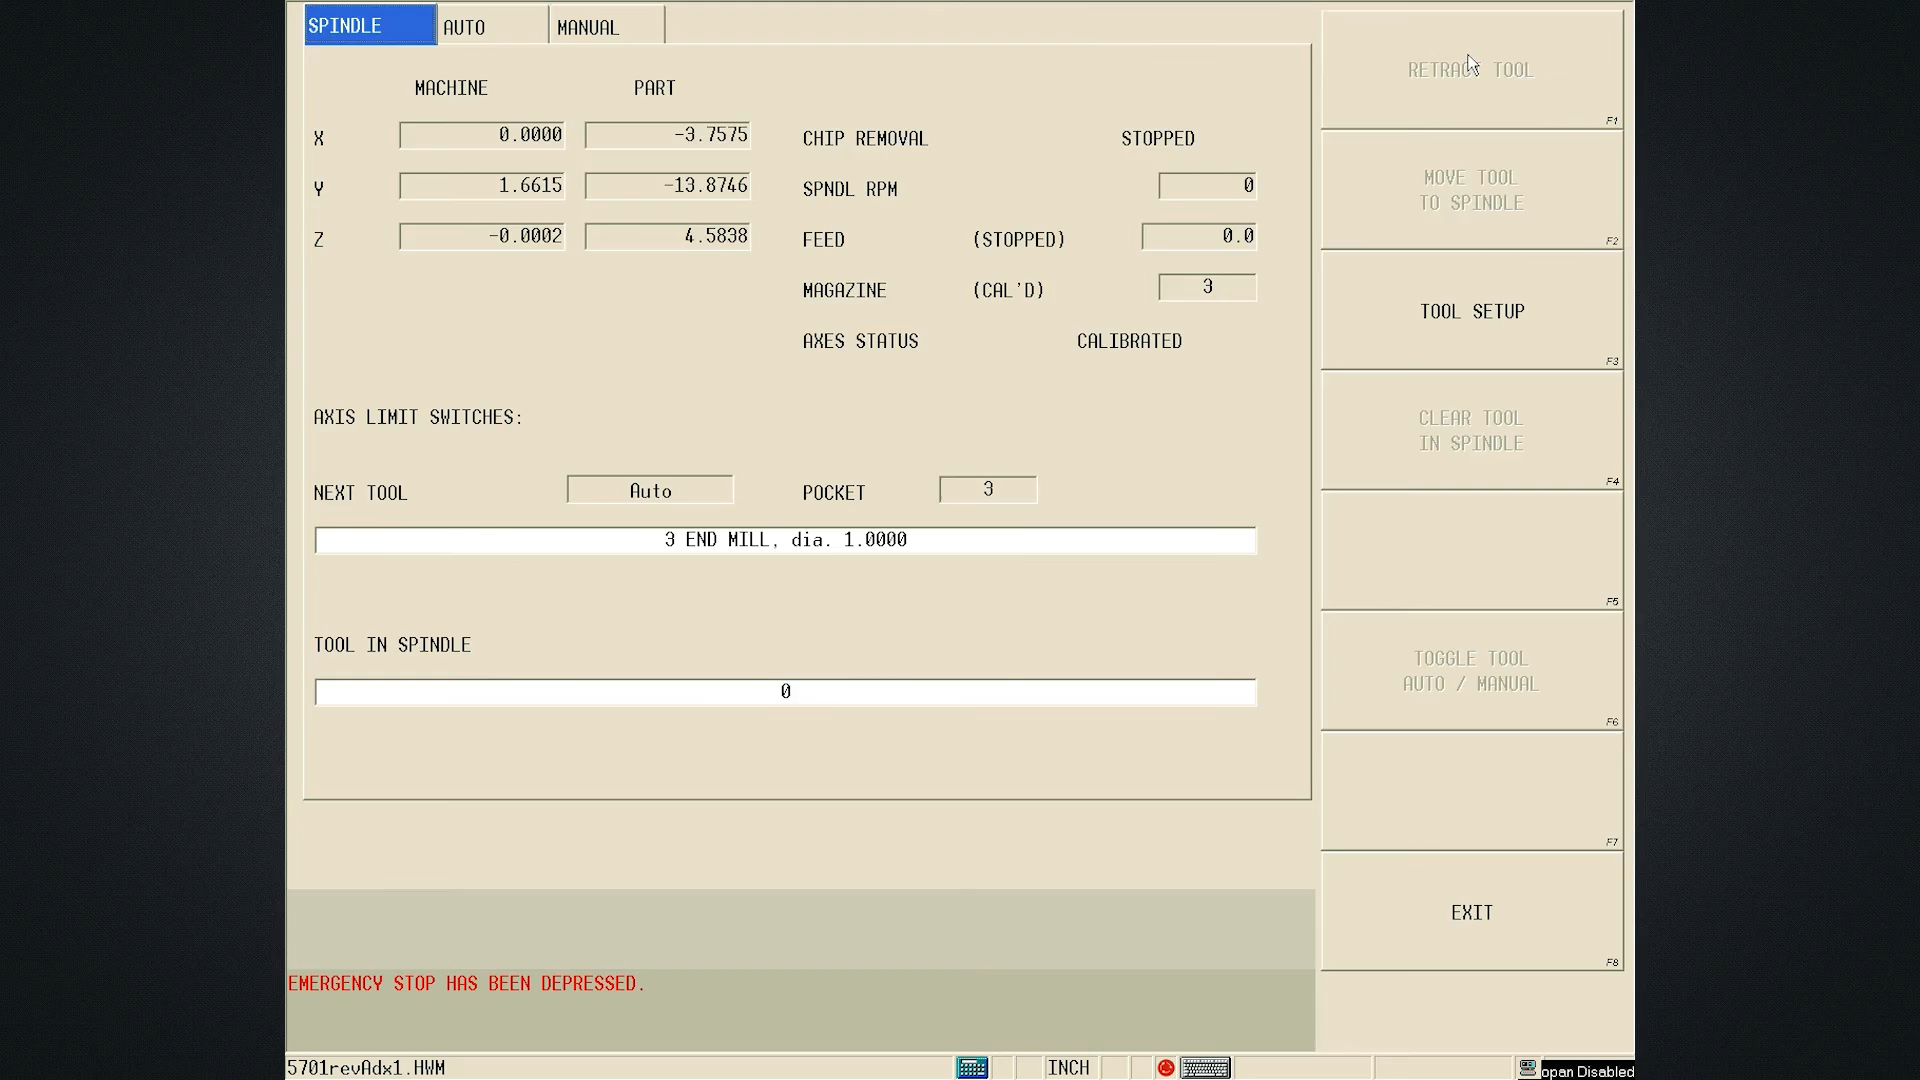 SPINDLE AUTO MANUAL
MACHINE PART
X 0.0000 -3.7575 CHIP REMOVAL STOPPED
Y 1.6615 -13.8746 SPNDL RPM 0
Z -0.0002 4.5838 FEED (STOPPED) 0.0
MAGAZINE (CAL'D) 3
AXES STATUS CALIBRATED
AXIS LIMIT SWITCHES:
NEXT TOOL Auto POCKET 3
3 END MILL, dia. 1.0000
TOOL IN SPINDLE
0
EMERGENCY STOP HAS BEEN DEPRESSED.
RETRACT TOOL
F1
MOVE TOOL
TO SPINDLE
F2
TOOL SETUP
F3
CLEAR TOOL
IN SPINDLE
F4
F5
TOGGLE TOOL
AUTO / MANUAL
F6
F7
EXIT
F8
5701revAdx1.HWM INCH opan Disabled